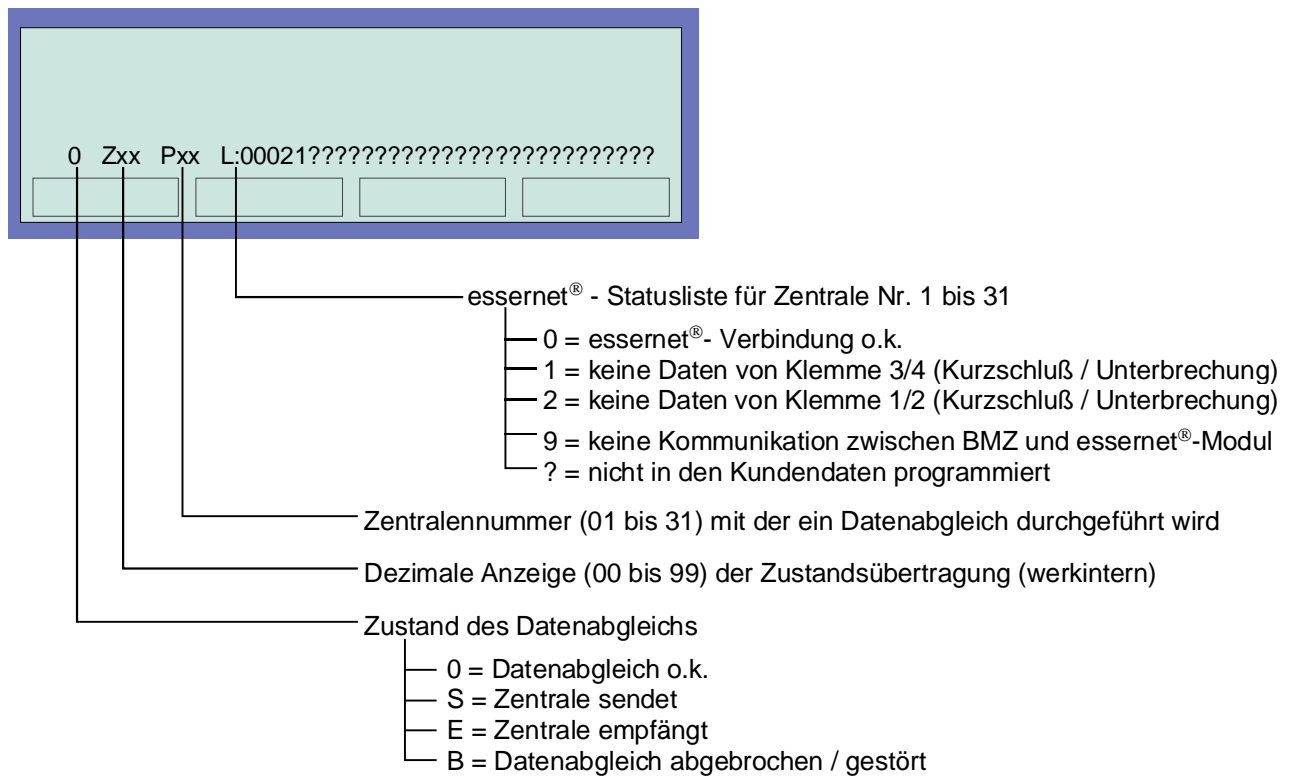 0 Zxx Pxx L:00021??????????????????????????
essernet® - Statusliste für Zentrale Nr. 1 bis 31
0 = essernet®- Verbindung o.k.
1 = keine Daten von Klemme 3/4 (Kurzschluß / Unterbrechung)
2 = keine Daten von Klemme 1/2 (Kurzschluß / Unterbrechung)
9 = keine Kommunikation zwischen BMZ und essernet®-Modul
? = nicht in den Kundendaten programmiert
Zentralennummer (01 bis 31) mit der ein Datenabgleich durchgeführt wird
Dezimale Anzeige (00 bis 99) der Zustandsübertragung (werkintern)
Zustand des Datenabgleichs
0 = Datenabgleich o.k.
S = Zentrale sendet
E = Zentrale empfängt
B = Datenabgleich abgebrochen / gestört